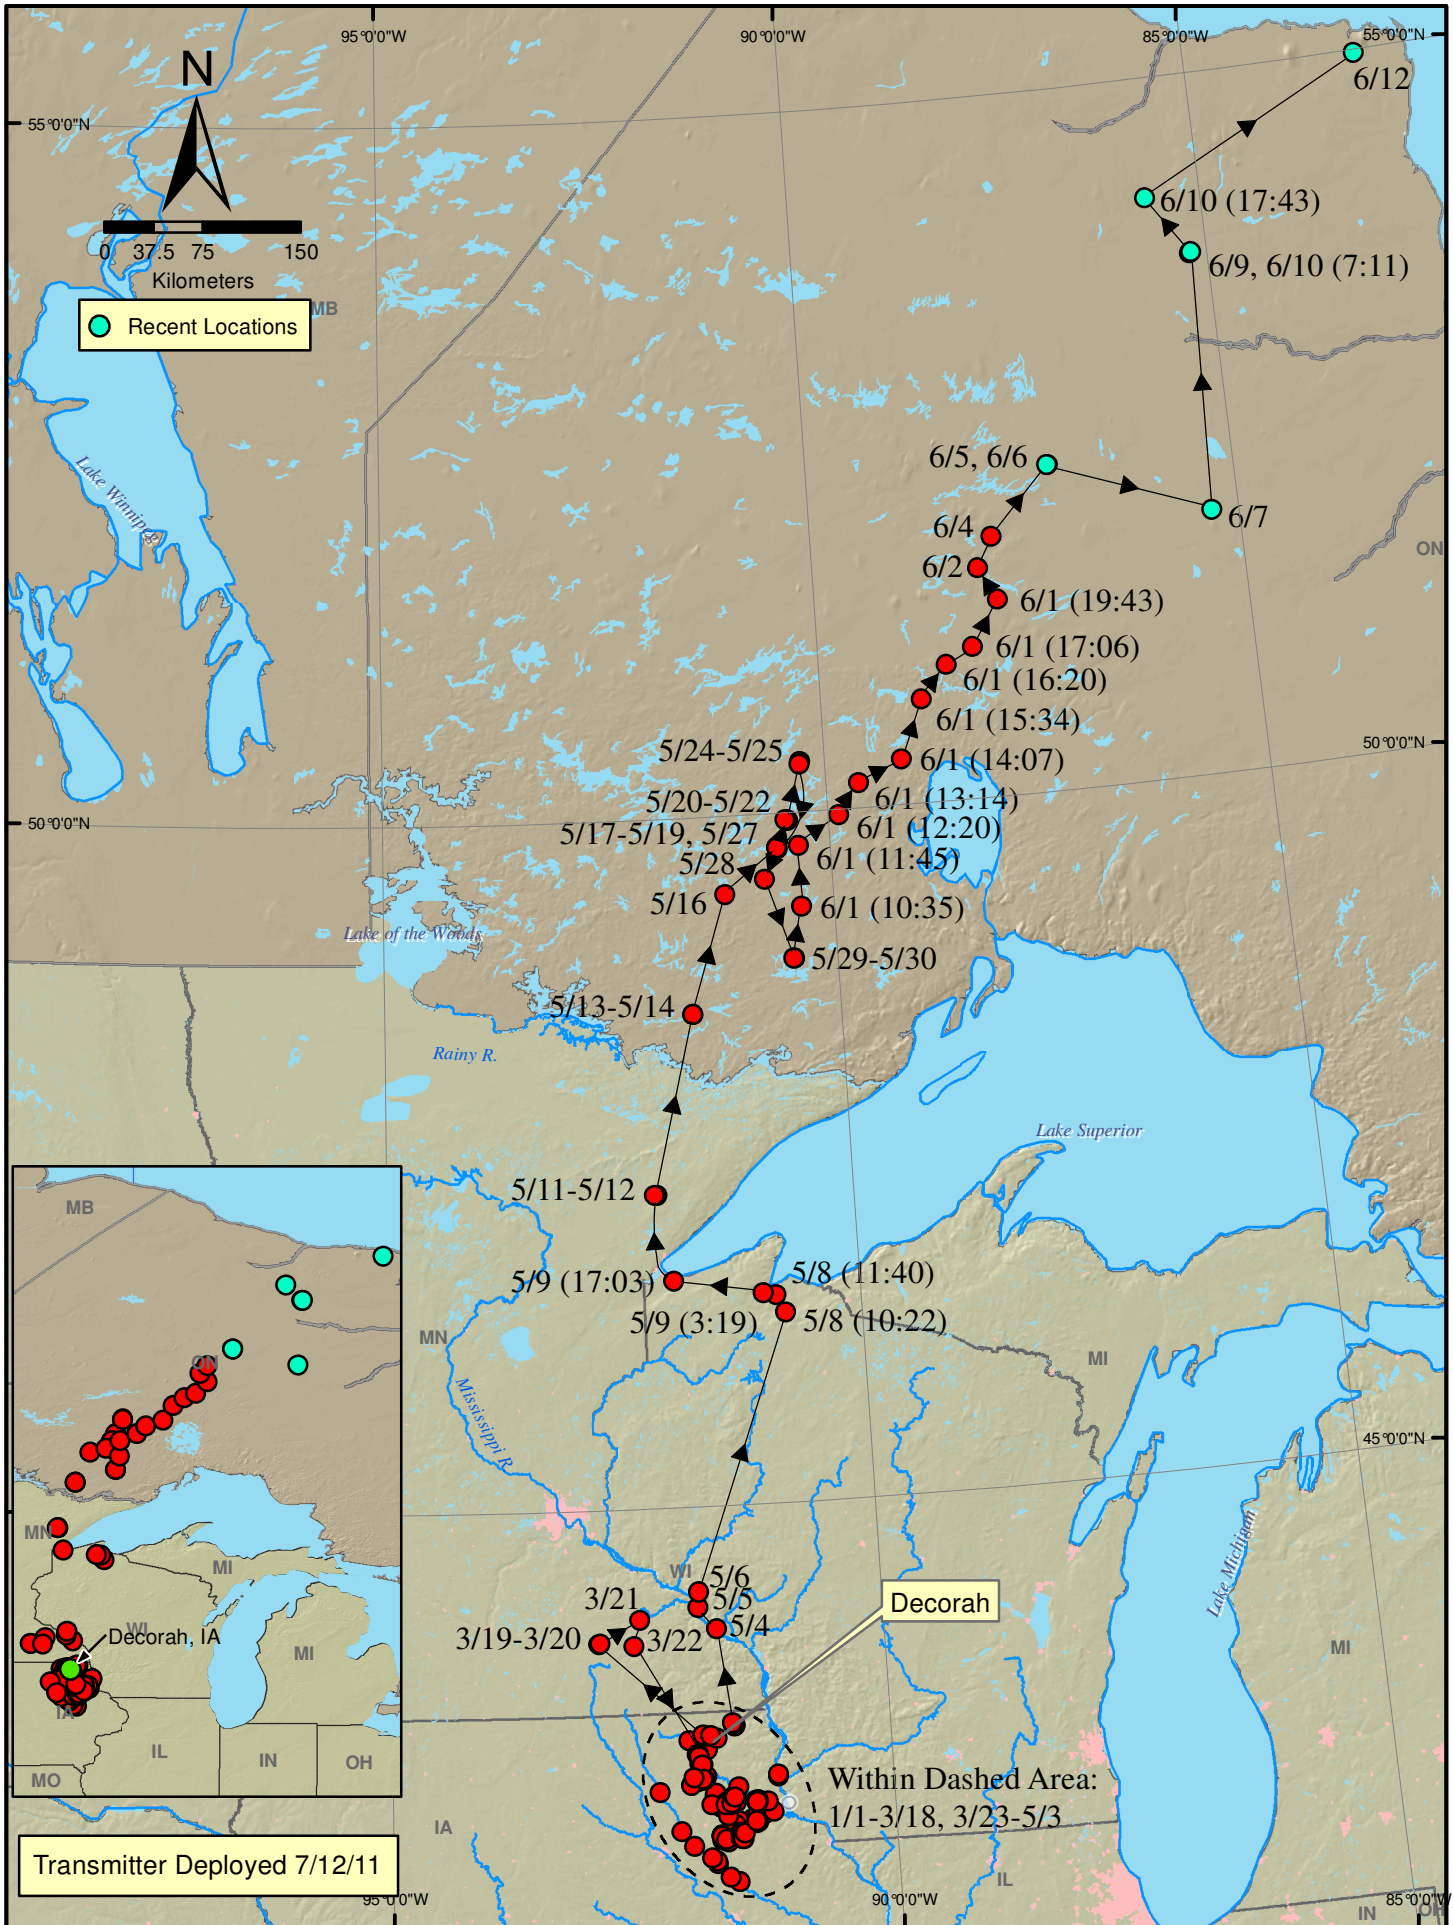 95°0'0"W
90°0'0"W
85°0'0"W
55°0'0"N
N
6/12
55°0'0"N
6/10 (17:43)
0 37.5 75 150
Kilometers
6/9, 6/10 (7:11)
MB
Recent Locations
Lake Winnipeg
6/5, 6/6
6/7
6/4
ON
6/2
6/1 (19:43)
6/1 (17:06)
6/1 (16:20)
6/1 (15:34)
5/24-5/25
50°0'0"N
6/1 (14:07)
5/20-5/22
6/1 (13:14)
50°0'0"N
5/17-5/19, 5/27
6/1 (12:20)
5/28
6/1 (11:45)
5/16
6/1 (10:35)
Lake of the Woods
5/29-5/30
5/13-5/14
Rainy R.
Lake Superior
5/11-5/12
5/9 (17:03)
5/8 (11:40)
5/9 (3:19)
5/8 (10:22)
MN
MI
Mississippi R.
45°0'0"N
Lake Michigan
WI
5/6
5/5
3/21
Decorah
5/4
3/19-3/20
3/22
MI
Within Dashed Area:
1/1-3/18, 3/23-5/3
IA
IL
MB
ON
MN
MI
WI
Decorah, IA
MI
IA
IL
IN
OH
MO
Transmitter Deployed 7/12/11
95°0'0"W
90°0'0"W
85°0'0"W
IN
OH